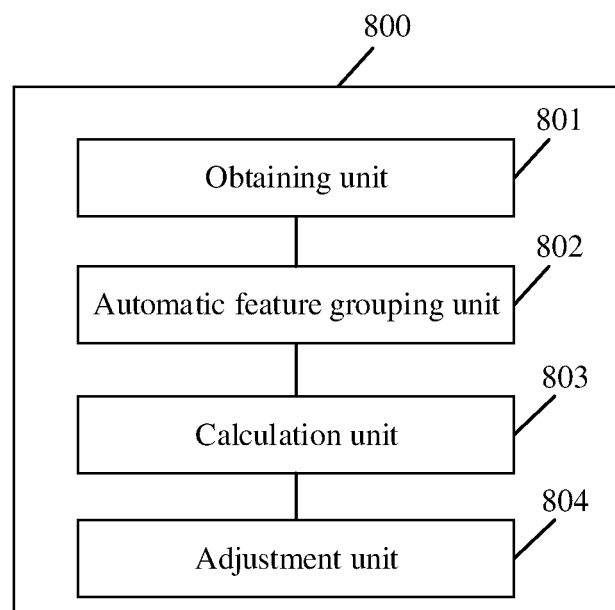 800
801
Obtaining unit
802
Automatic feature grouping unit
803
Calculation unit
804
Adjustment unit